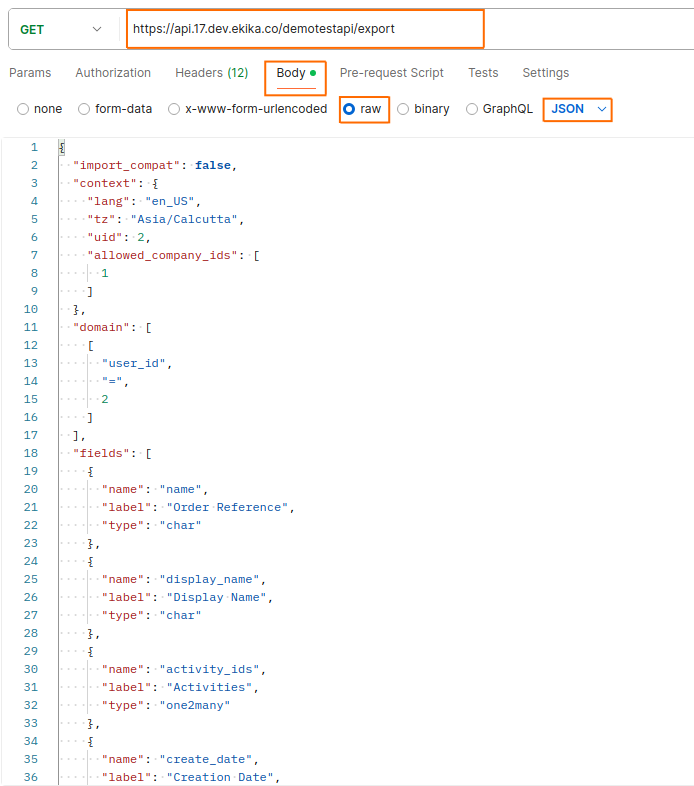 GET https://api.17.dev.ekika.co/demotestapi/export
Params Authorization Headers (12) Body Pre-request Script Tests Settings
none form-data x-www-form-urlencoded raw binary GraphQL JSON
1 {
2 "import_compat": false,
3 "context": {
4 "lang": "en_US",
5 "tz": "Asia/Calcutta",
6 "uid": 2,
7 "allowed_company_ids": [
8 1
9 ]
10 },
11 "domain": [
12 [
13 "user_id",
14 "=",
15 2
16 ]
17 ],
18 "fields": [
19 {
20 "name": "name",
21 "label": "Order Reference",
22 "type": "char"
23 },
24 {
25 "name": "display_name",
26 "label": "Display Name",
27 "type": "char"
28 },
29 {
30 "name": "activity_ids",
31 "label": "Activities",
32 "type": "one2many"
33 },
34 {
35 "name": "create_date",
36 "label": "Creation Date",